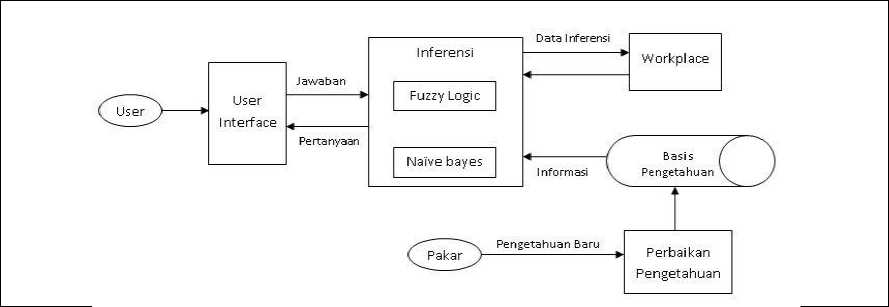 User
User
Interface
Jawaban
Pertanyaan
Inferensi
Fuzzy Logic
Naïve bayes
Data Inferensi
Workplace
Informasi
Basis
Pengetahuan
Pakar
Pengetahuan Baru
Perbaikan
Pengetahuan